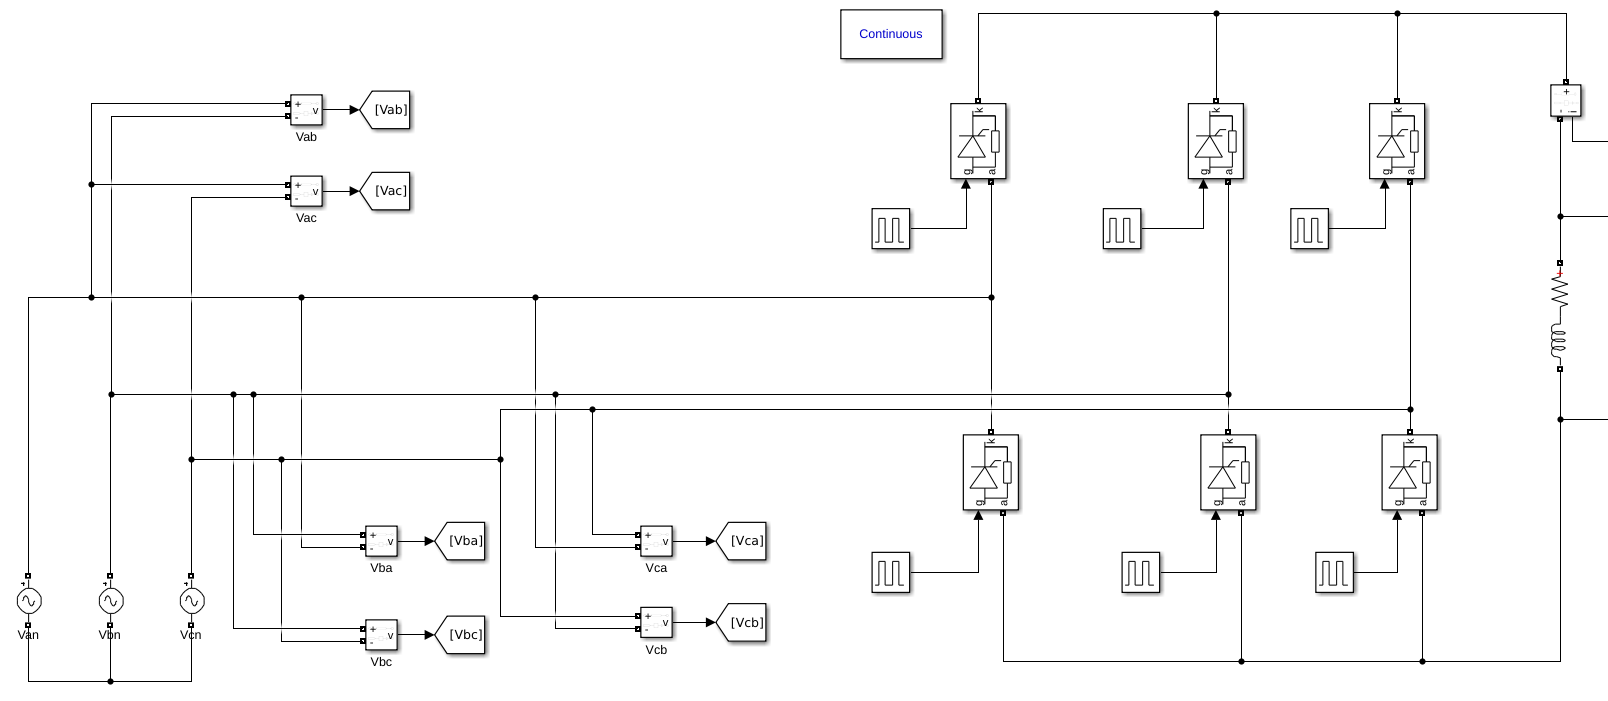 Continuous
k
k
k
+
-
v
[Vab]
Vab
g
a
g
a
g
a
+
-
v
[Vac]
Vac
+
k
k
k
g
a
g
a
g
a
+
-
v
[Vba]
Vba
+
-
v
[Vca]
Vca
+
+
+
Van
Vbn
Vcn
+
-
v
[Vbc]
Vbc
+
-
v
[Vcb]
Vcb